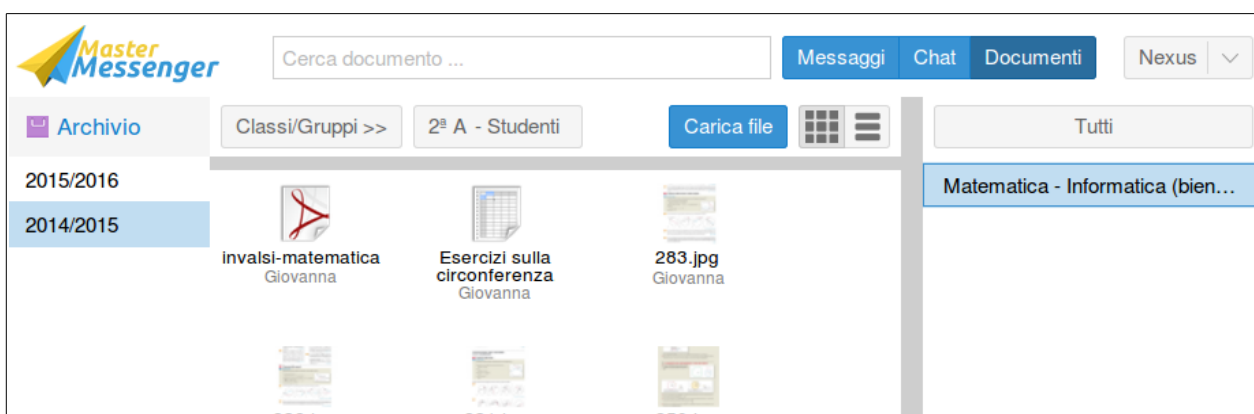 Master
Messenger
Cerca documento ...
Messaggi
Chat
Documenti
Nexus
Archivio
Classi/Gruppi >>
2ª A - Studenti
Carica file
Tutti
2015/2016
2014/2015
Matematica - Informatica (bien...
invalsi-matematica
Giovanna
Esercizi sulla
circonferenza
Giovanna
283.jpg
Giovanna